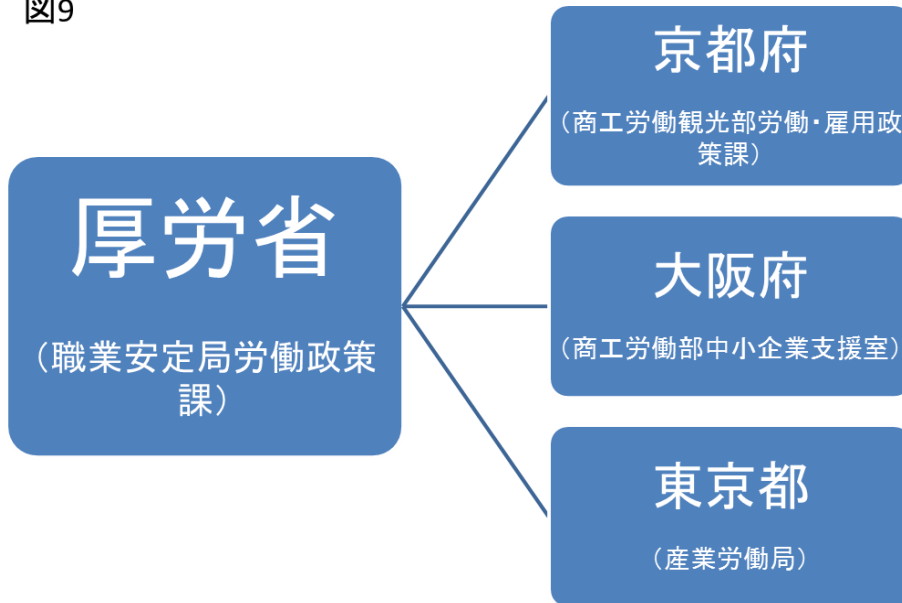 図9
厚労省
（職業安定局労働政策
課）
京都府
（商工労働観光部労働・雇用政
策課）
大阪府
（商工労働部中小企業支援室）
東京都
（産業労働局）